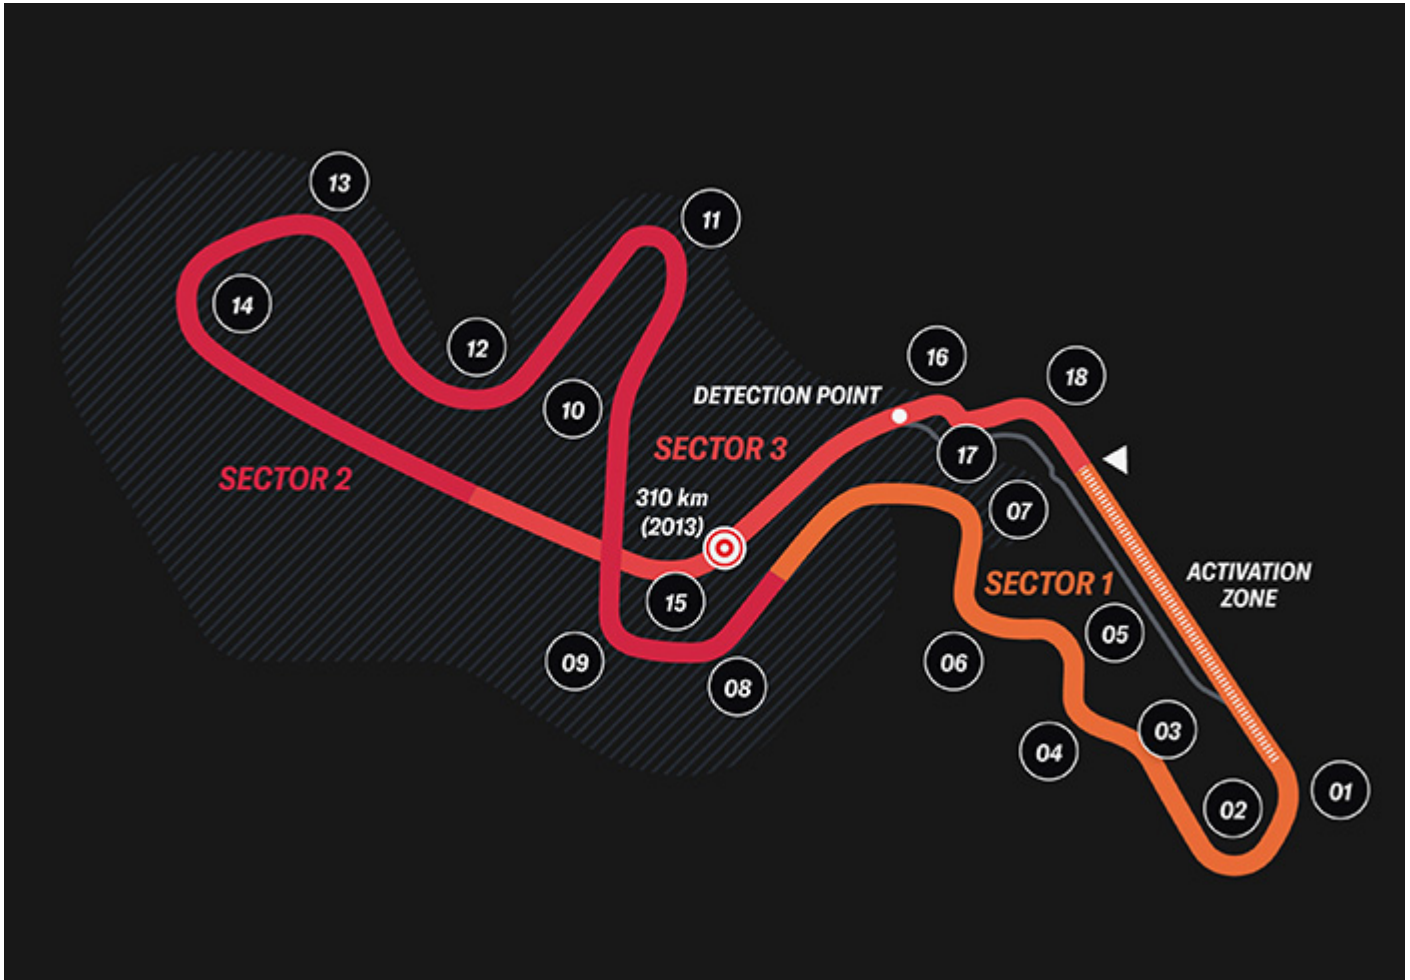 13
11
14
12
16
18
DETECTION POINT
10
SECTOR 3
17
SECTOR 2
310 km
(2013)
07
ACTIVATION
ZONE
SECTOR 1
15
05
09
06
08
03
04
01
02